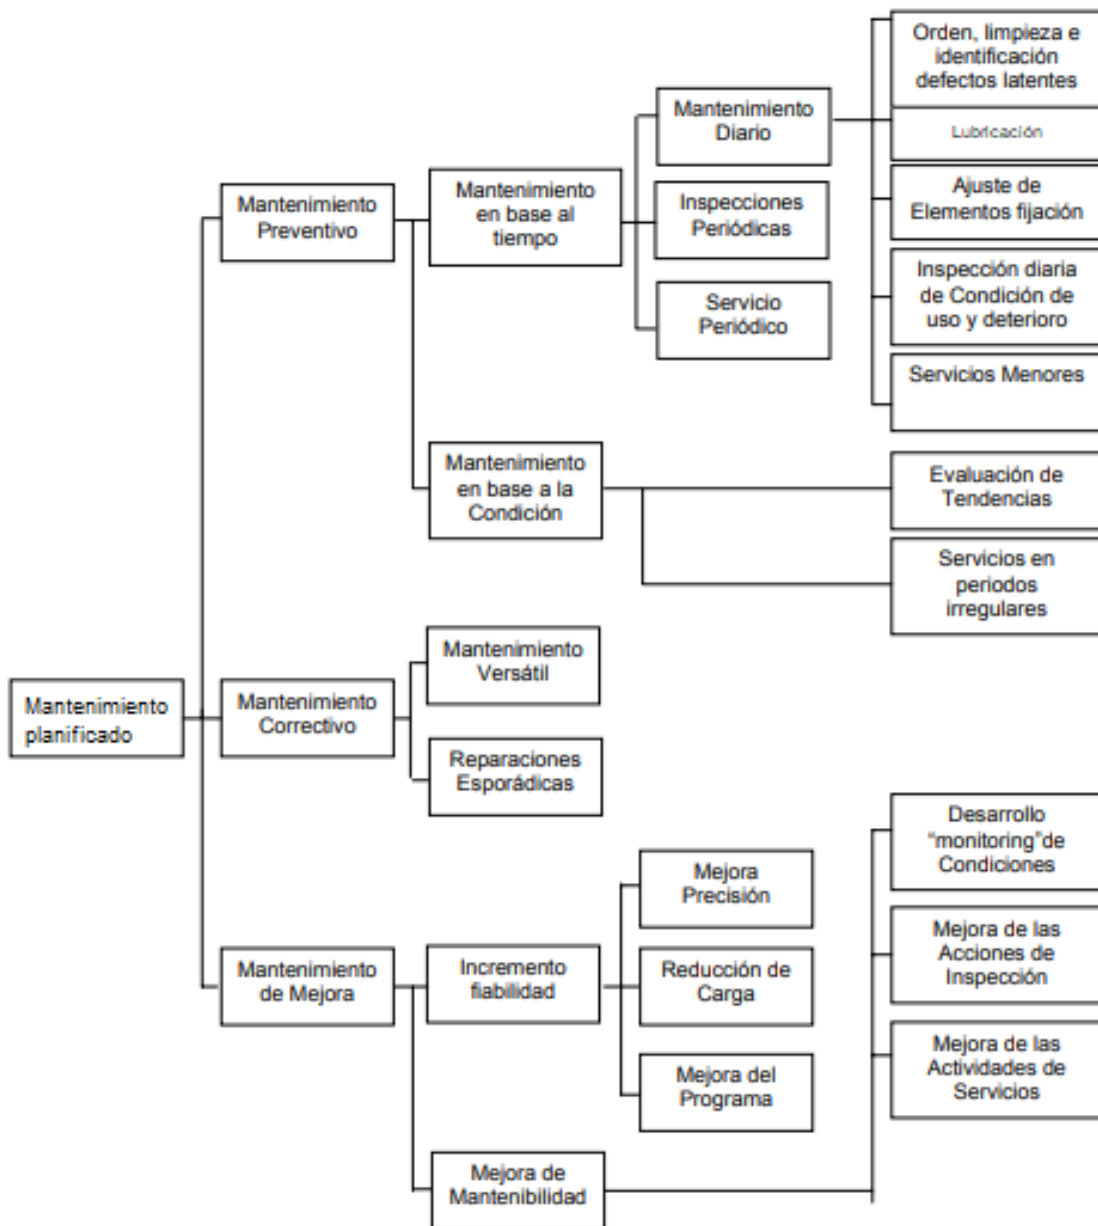 Orden, limpieza e
identificación
defectos latentes
Mantenimiento
Diario
Lubricación
Mantenimiento
Preventivo
Mantenimiento
en base al
tiempo
Inspecciones
Periódicas
Ajuste de
Elementos fijación
Servicio
Periódico
Inspección diaria
de Condición de
uso y deterioro
Servicios Menores
Mantenimiento
en base a la
Condición
Evaluación de
Tendencias
Servicios en
periodos
irregulares
Mantenimiento
planificado
Mantenimiento
Correctivo
Mantenimiento
Versátil
Reparaciones
Esporádicas
Mantenimiento
de Mejora
Incremento
fiabilidad
Mejora
Precisión
Reducción de
Carga
Mejora del
Programa
Mejora de
Mantenibilidad
Desarrollo
“monitoring”de
Condiciones
Mejora de las
Acciones de
Inspección
Mejora de las
Actividades de
Servicios